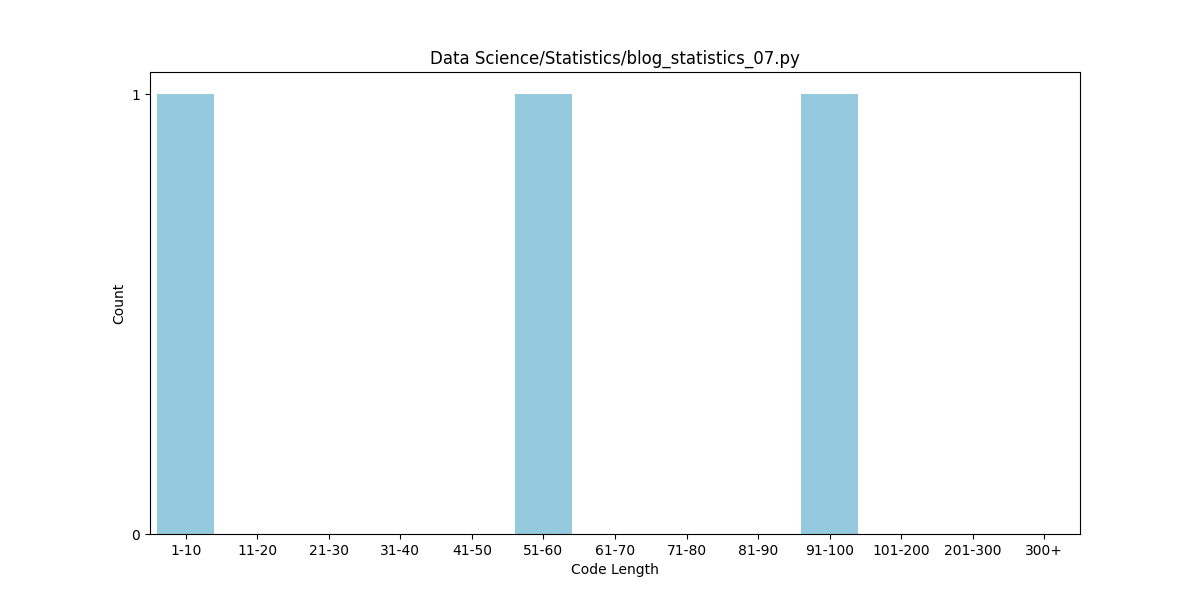 Data Science/Statistics/blog_statistics_07.py
1
Count
0
1-10 11-20 21-30 31-40 41-50 51-60 61-70 71-80 81-90 91-100 101-200 201-300 300+
Code Length